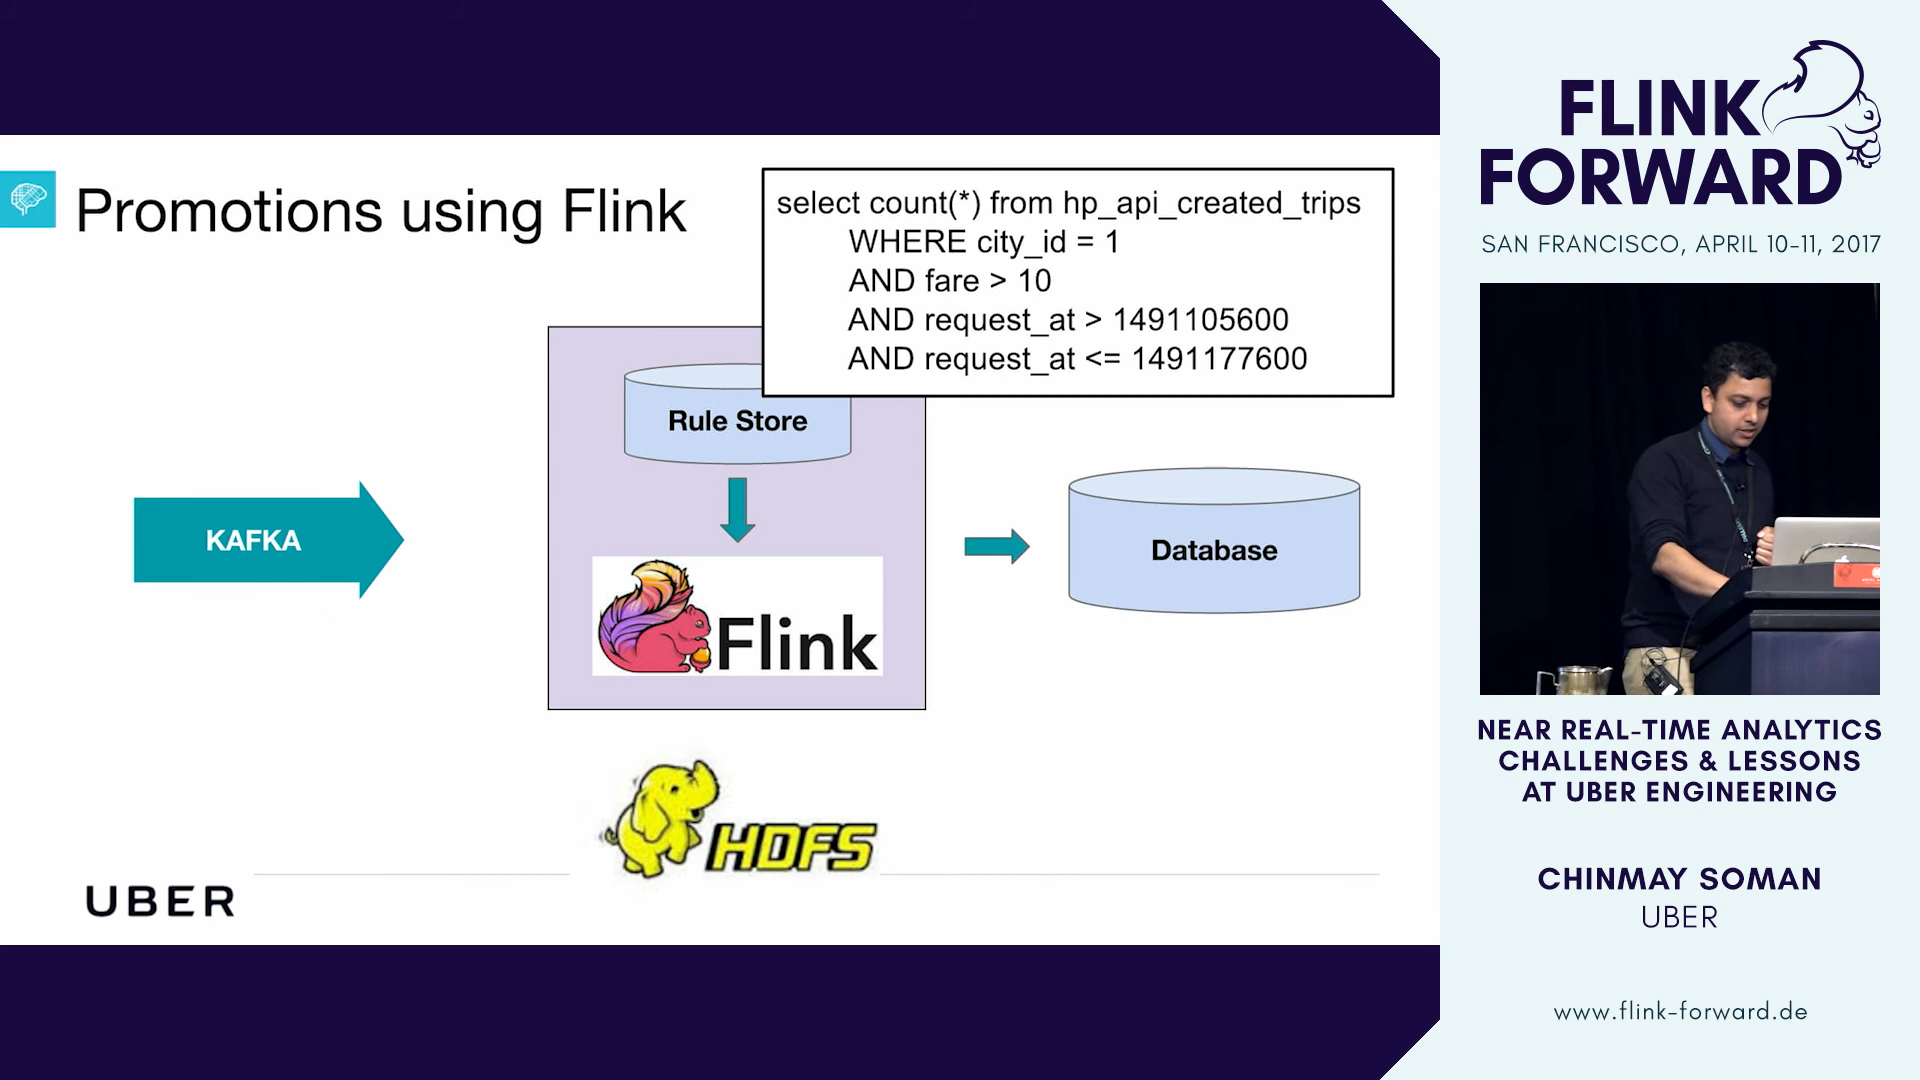 Promotions using Flink
select count(*) from hp_api_created_trips
WHERE city_id = 1
AND fare > 10
AND request_at > 1491105600
AND request_at <= 1491177600
Rule Store
KAFKA
Flink
Database
HDFS
UBER
FLINK
FORWARD
SAN FRANCISCO, APRIL 10-11, 2017
NEAR REAL-TIME ANALYTICS
CHALLENGES & LESSONS
AT UBER ENGINEERING
CHINMAY SOMAN
UBER
www.flink-forward.de